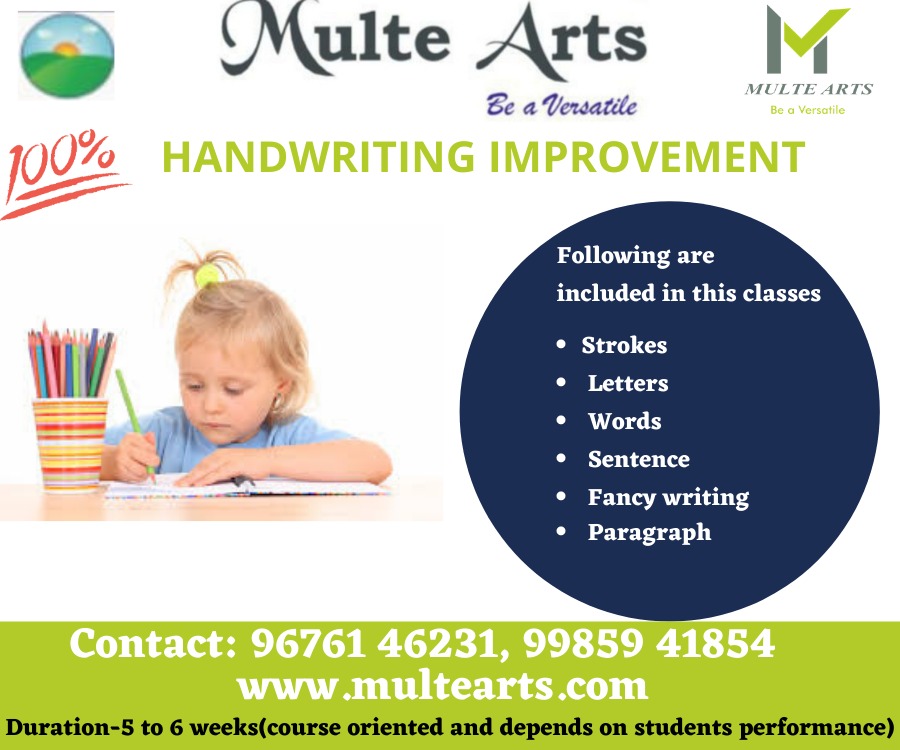 Multe Arts
Be a Versatile
MULTE ARTS
Be a Versatile
100%
HANDWRITING IMPROVEMENT
Following are
included in this classes
• Strokes
• Letters
• Words
• Sentence
• Fancy writing
• Paragraph
Contact: 96761 46231, 99859 41854
www.multearts.com
Duration-5 to 6 weeks(course oriented and depends on students performance)